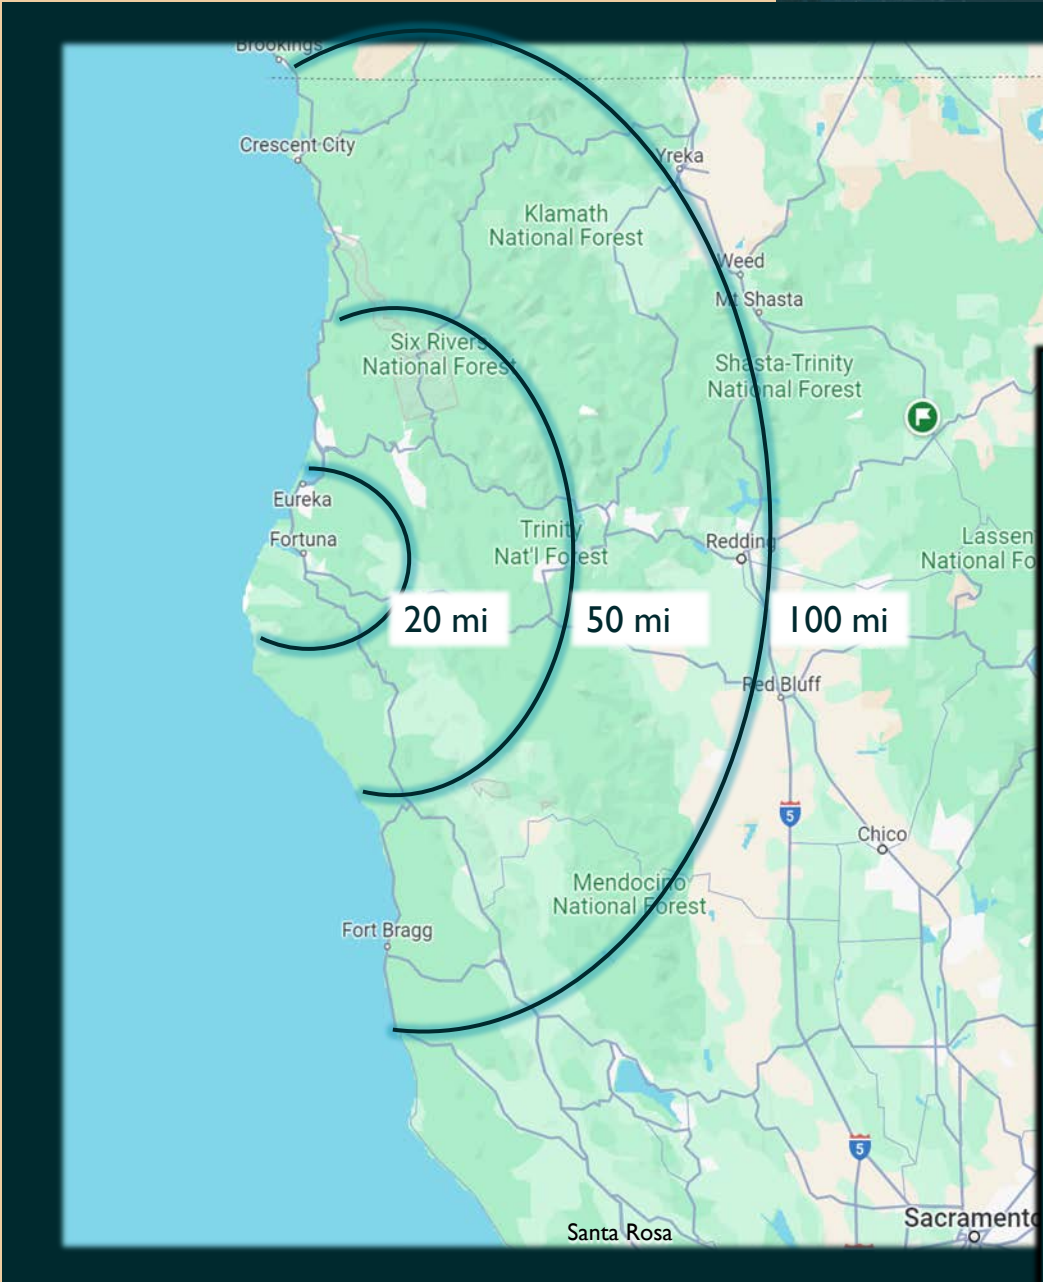 Brookings
Crescent City
Yreka
Klamath
National Forest
Weed
Mt Shasta
Six Rivers
National Forest
Shasta-Trinity
National Forest
Eureka
Fortuna
Trinity
Nat'l Forest
Redding
Lassen
National Fo
20 mi
50 mi
100 mi
Red Bluff
5
Chico
Mendocino
National Forest
Fort Bragg
5
Sacramento
Santa Rosa